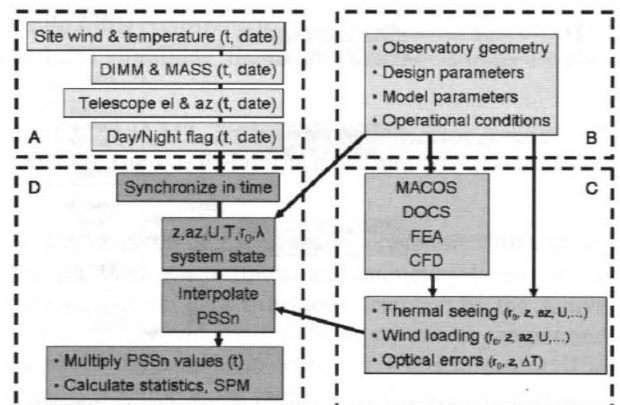 Site wind & temperature (t, date)
DIMM & MASS (t, date)
Telescope el & az (t, date)
Day/Night flag (t, date)
A
• Observatory geometry
• Design parameters
• Model parameters
• Operational conditions
B
D
Synchronize in time
z,az,U,T,r₀,λ
system state
Interpolate
PSSn
• Multiply PSSn values (t)
• Calculate statistics, SPM
C
MACOS
DOCS
FEA
CFD
• Thermal seeing (r₀, z, az, U,...)
• Wind loading (r₀, z, az, U,...)
• Optical errors (r₀, z, ΔT)